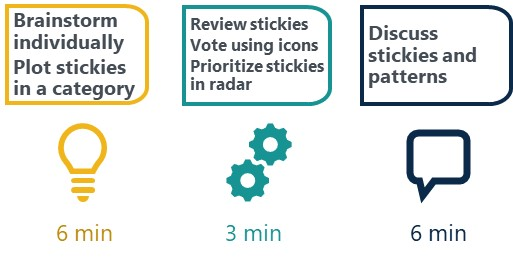 Brainstorm
individually
Plot stickies
in a category
Review stickies
Vote using icons
Prioritize stickies
in radar
Discuss
stickies and
patterns
6 min
3 min
6 min